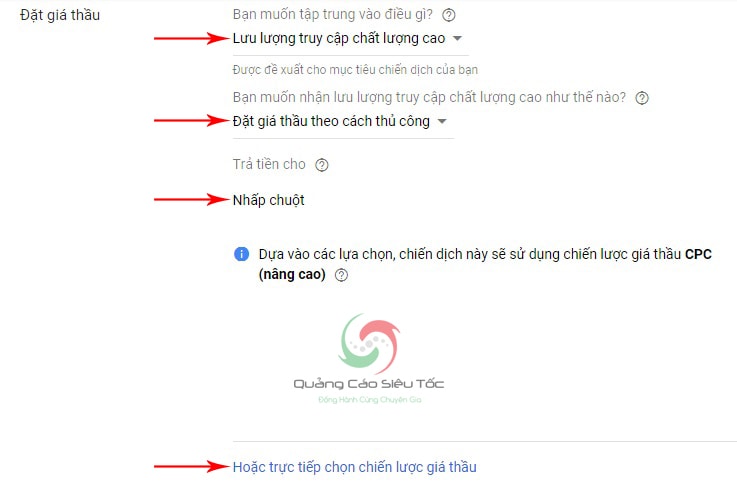 Đặt giá thầu
Bạn muốn tập trung vào điều gì?
Lưu lượng truy cập chất lượng cao
Được đề xuất cho mục tiêu chiến dịch của bạn
Bạn muốn nhận lưu lượng truy cập chất lượng cao như thế nào?
Đặt giá thầu theo cách thủ công
Trả tiền cho
Nhấp chuột
Dựa vào các lựa chọn, chiến dịch này sẽ sử dụng chiến lược giá thầu CPC
(nâng cao)
Quảng Cáo Siêu Tốc
Đồng Hành Cùng Chuyên Gia
Hoặc trực tiếp chọn chiến lược giá thầu